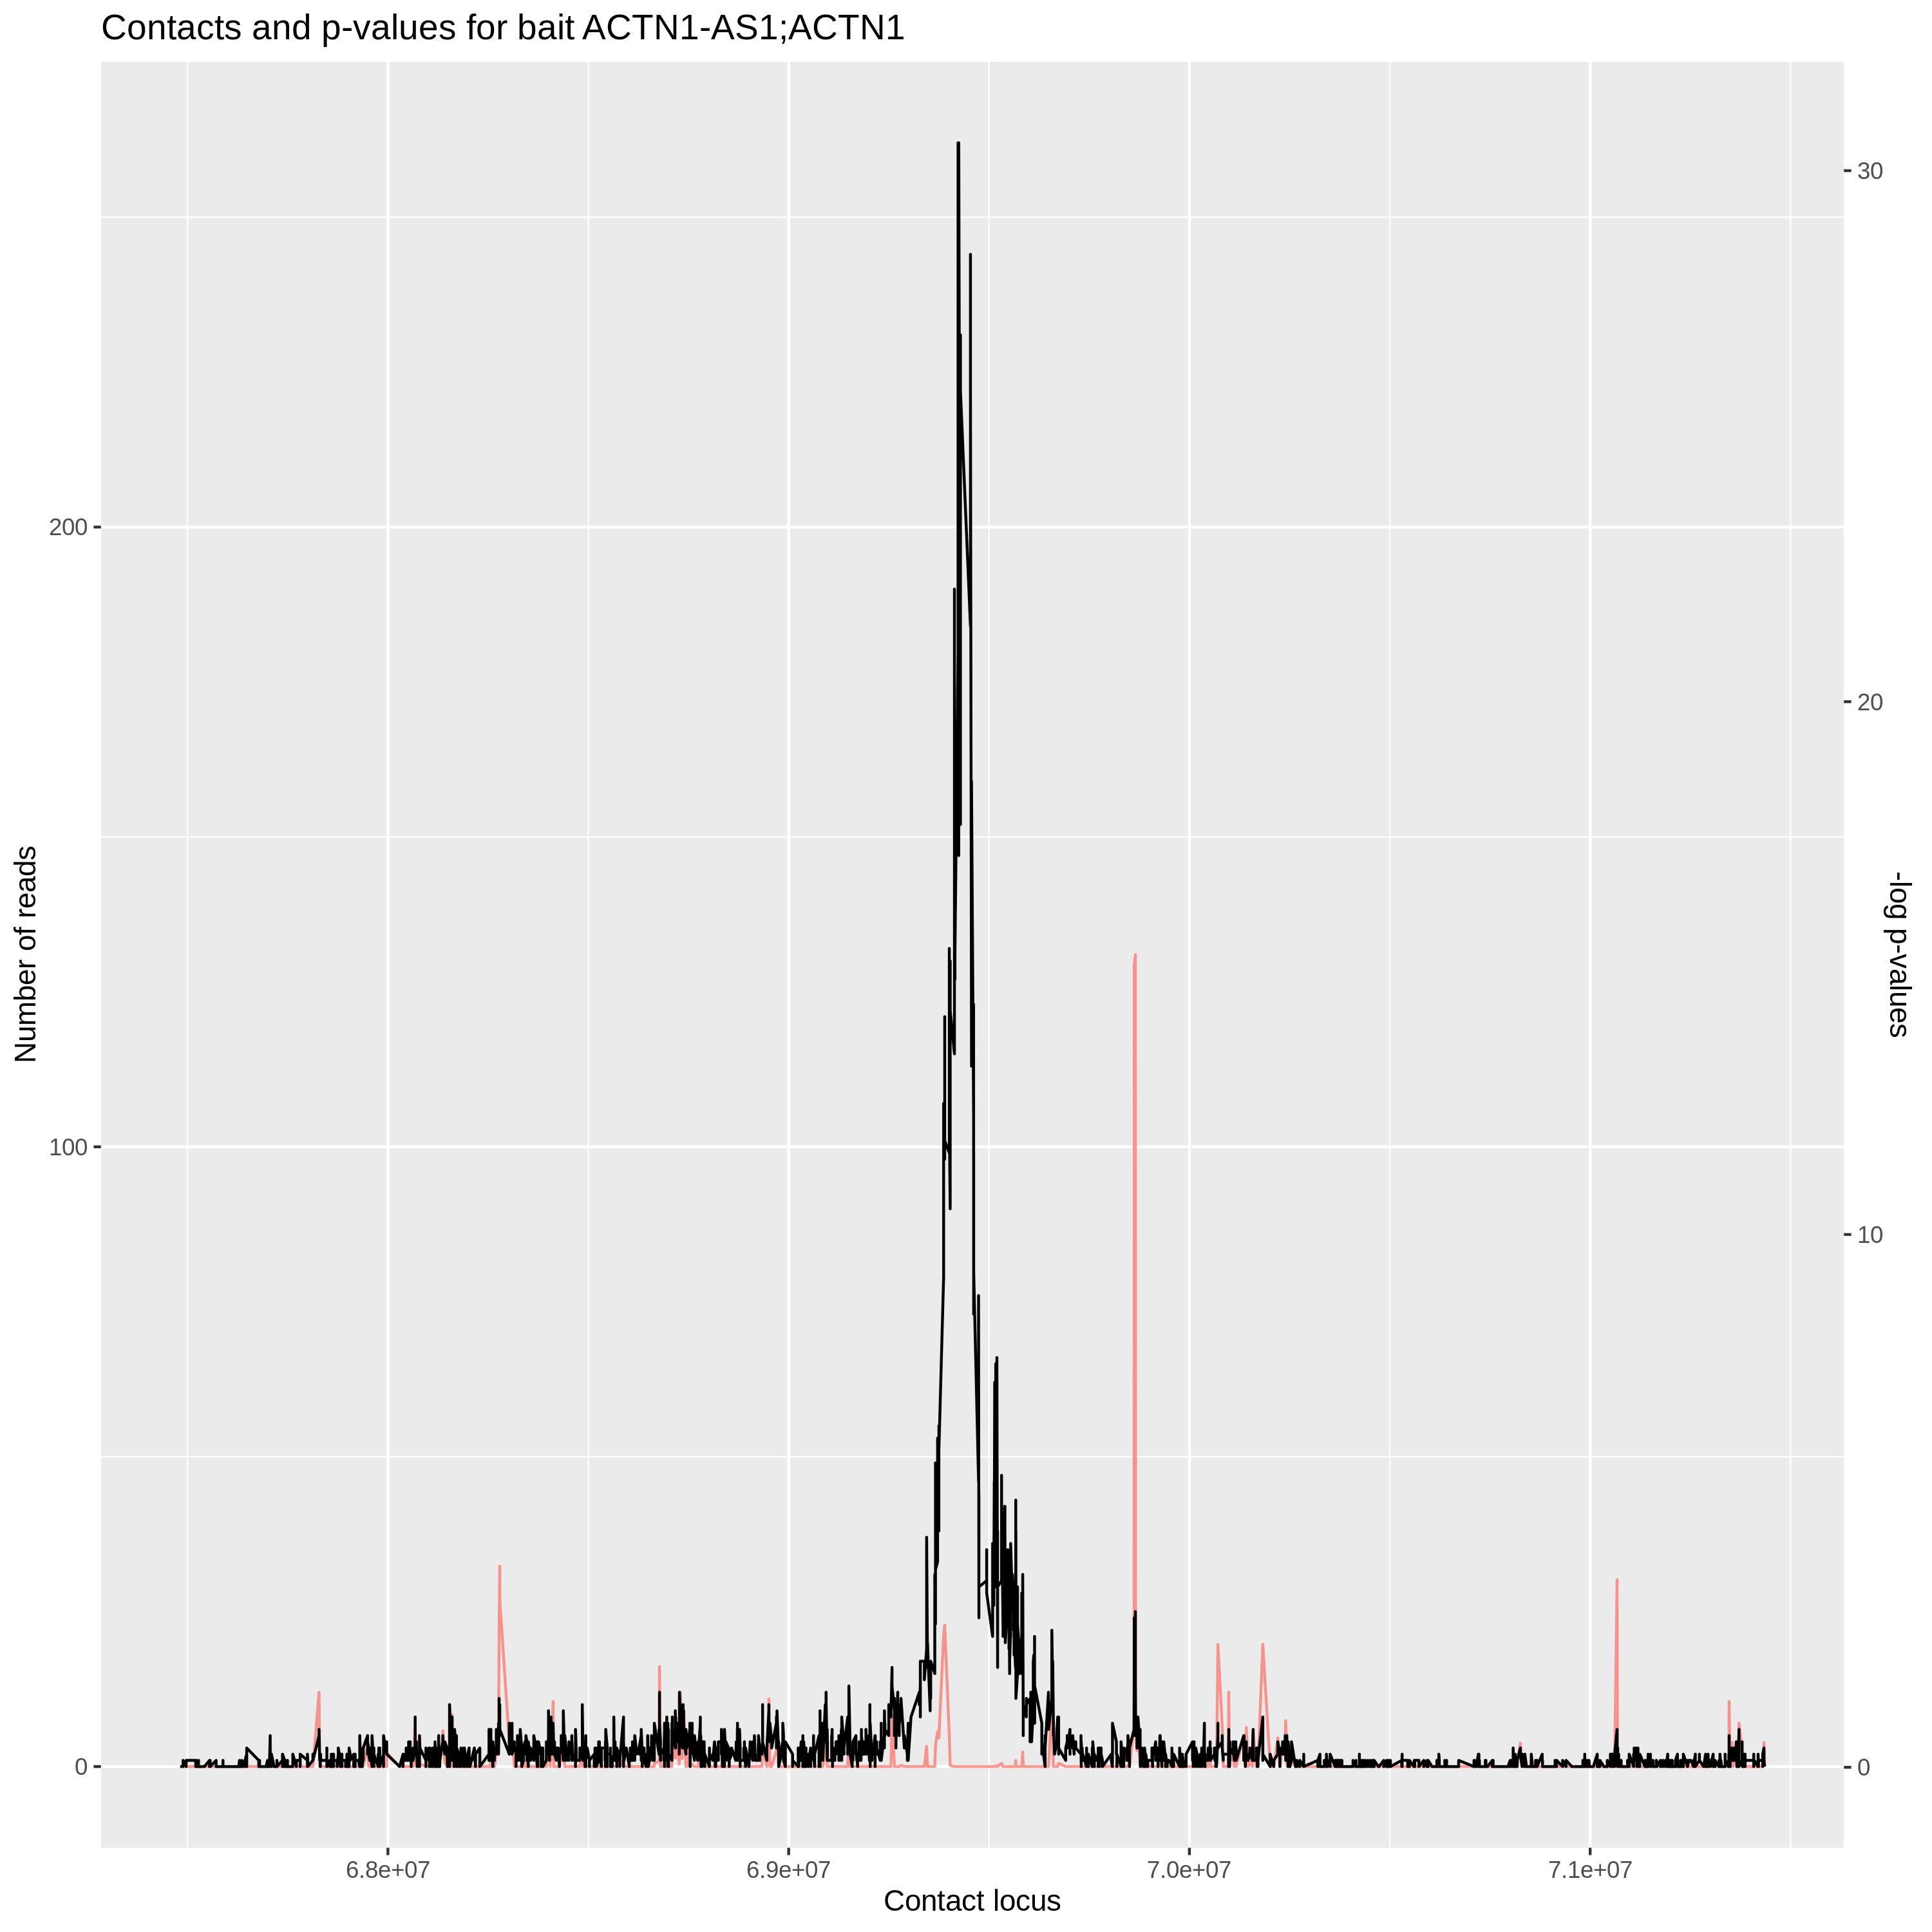 Contacts and p-values for bait ACTN1-AS1;ACTN1
30
200
20
Number of reads
-log p-values
100
10
0
0
6.8e+07
6.9e+07
7.0e+07
7.1e+07
Contact locus